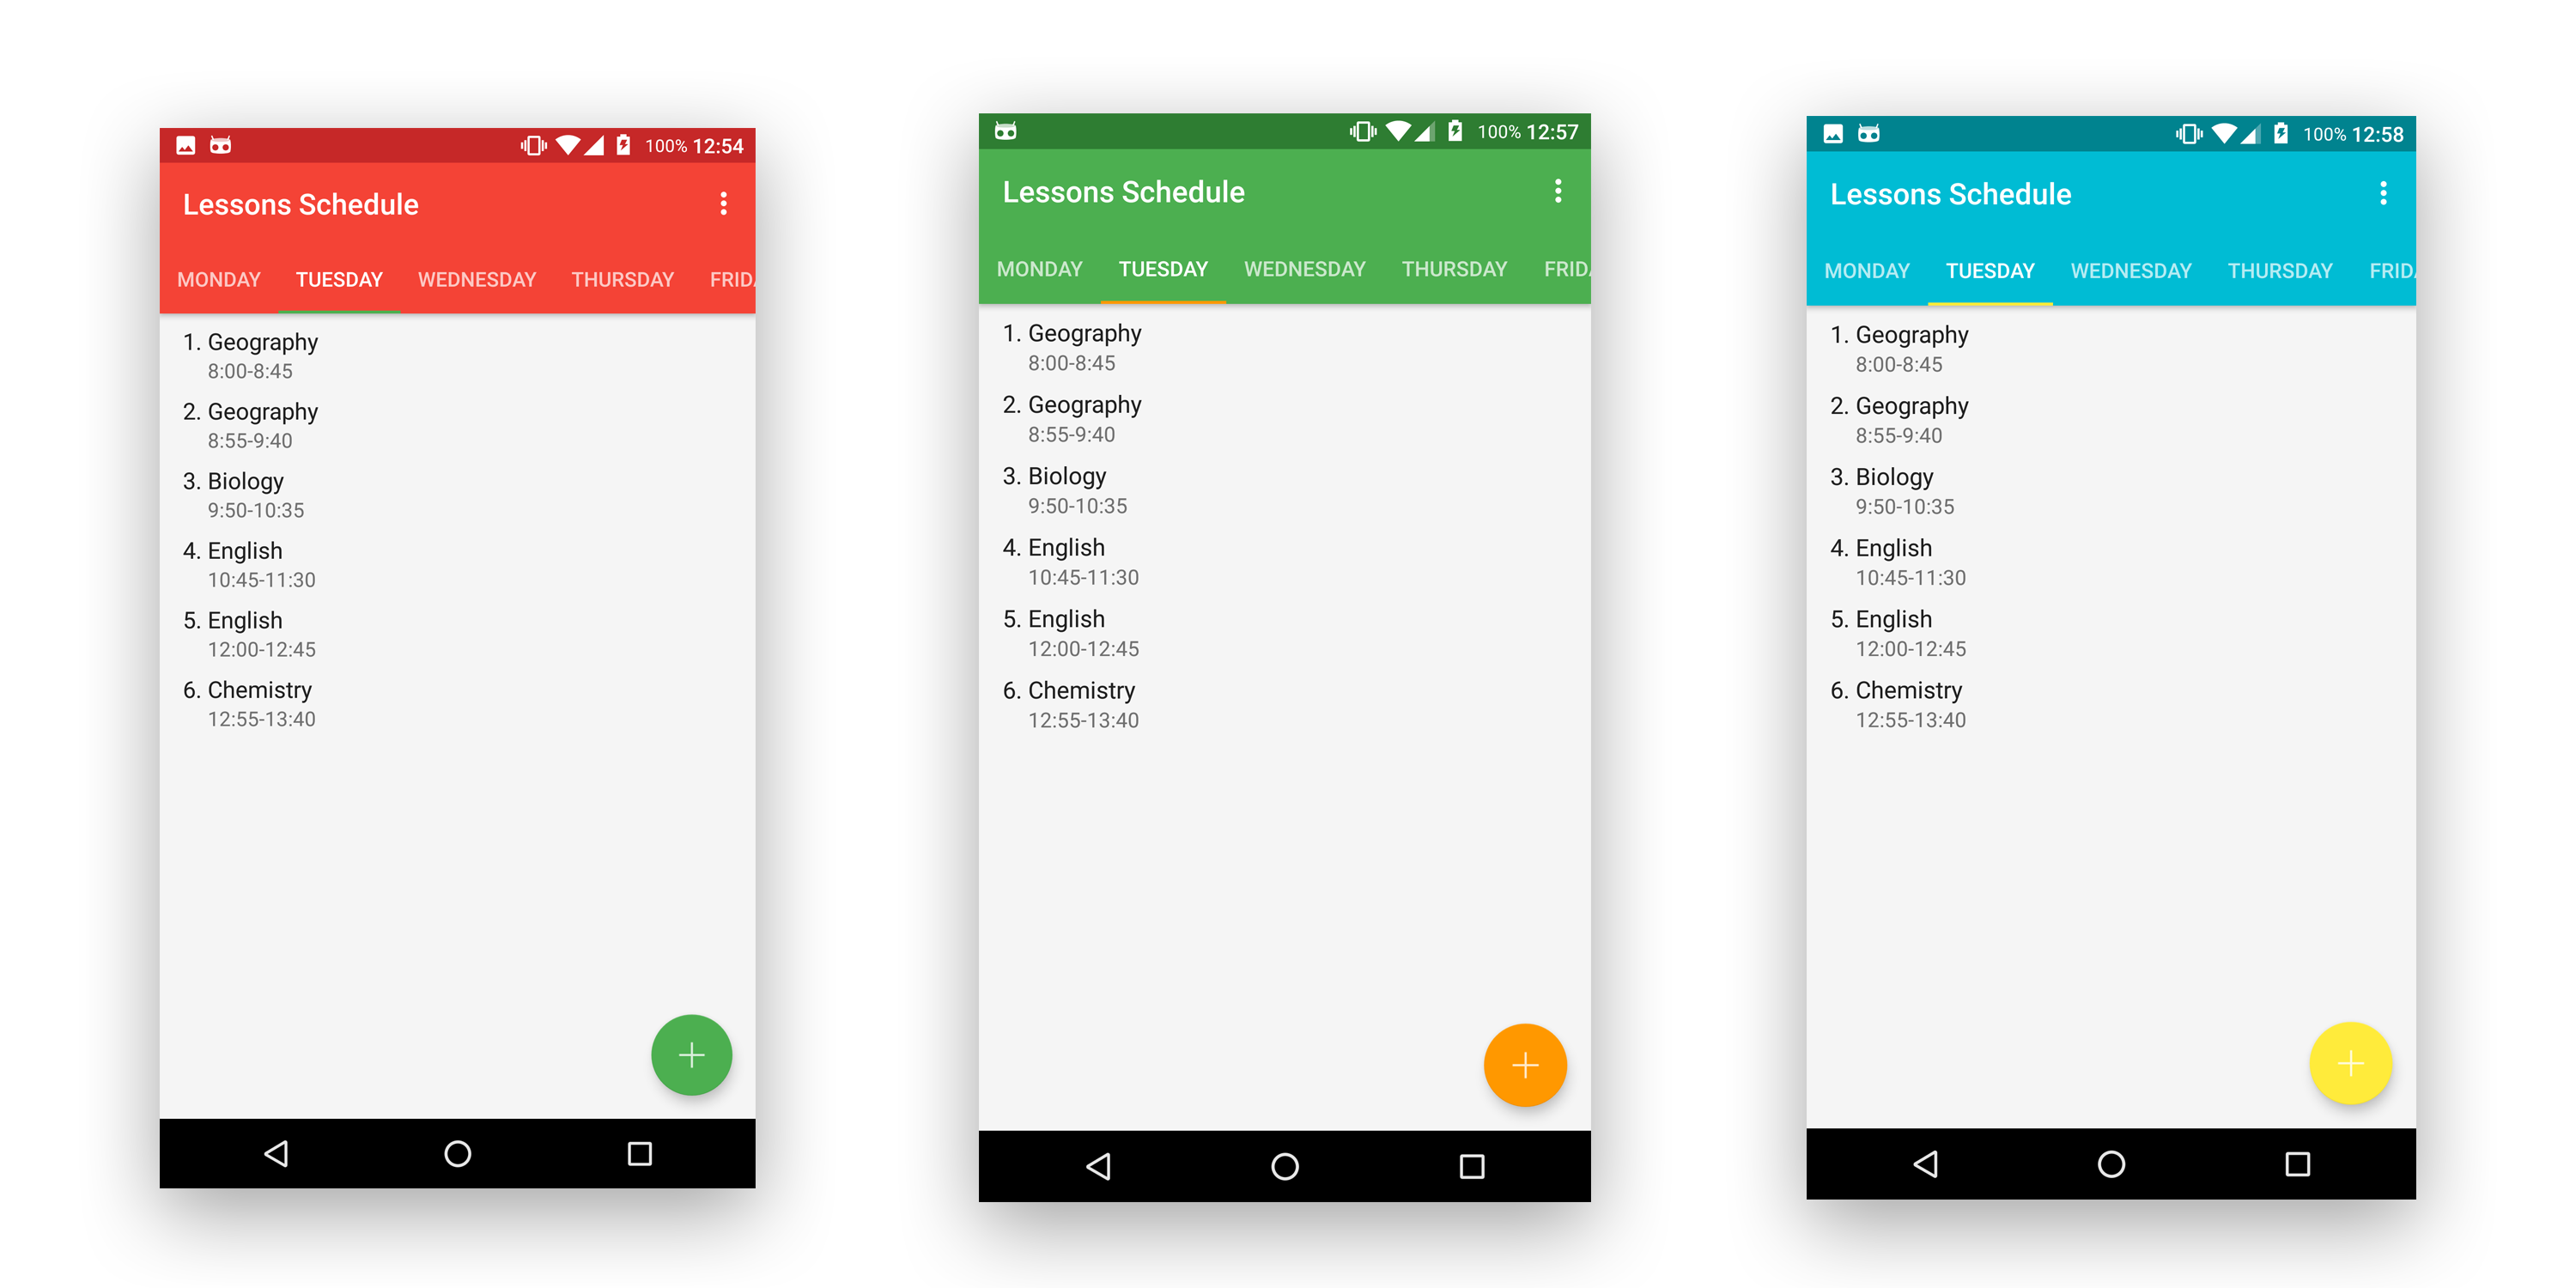 100% 12:54
Lessons Schedule
MONDAY TUESDAY WEDNESDAY THURSDAY FRIDA
1. Geography
8:00-8:45
2. Geography
8:55-9:40
3. Biology
9:50-10:35
4. English
10:45-11:30
5. English
12:00-12:45
6. Chemistry
12:55-13:40
100% 12:57
Lessons Schedule
MONDAY TUESDAY WEDNESDAY THURSDAY FRIDA
1. Geography
8:00-8:45
2. Geography
8:55-9:40
3. Biology
9:50-10:35
4. English
10:45-11:30
5. English
12:00-12:45
6. Chemistry
12:55-13:40
100% 12:58
Lessons Schedule
MONDAY TUESDAY WEDNESDAY THURSDAY FRIDA
1. Geography
8:00-8:45
2. Geography
8:55-9:40
3. Biology
9:50-10:35
4. English
10:45-11:30
5. English
12:00-12:45
6. Chemistry
12:55-13:40